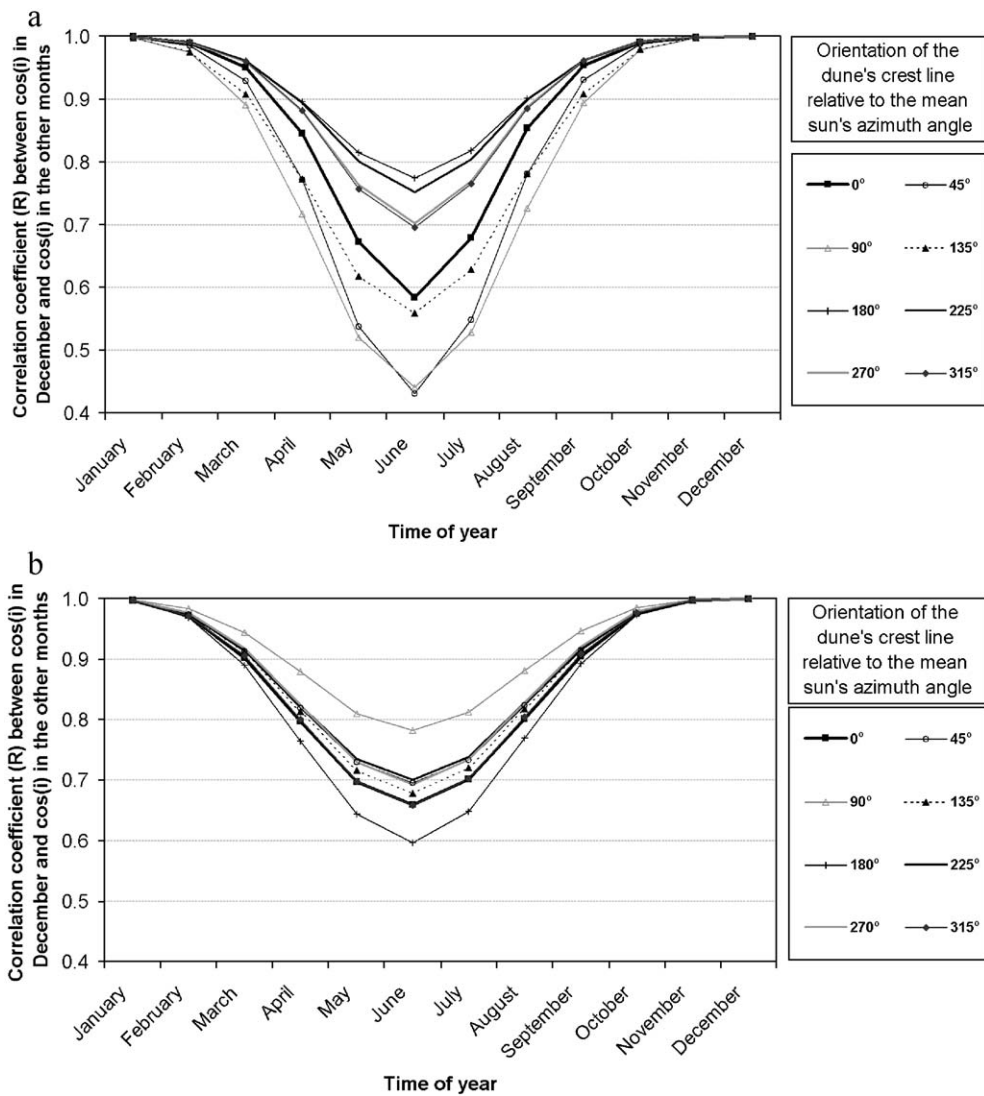 a
Correlation coefficient (R) between cos(i) in
December and cos(i) in the other months
1.0
0.9
0.8
0.7
0.6
0.5
0.4
January
February
March
April
May
June
July
August
September
October
November
December
Time of year
Orientation of the
dune's crest line
relative to the mean
sun's azimuth angle
0°
45°
90°
135°
180°
225°
270°
315°
b
Correlation coefficient (R) between cos(i) in
December and cos(i) in the other months
1.0
0.9
0.8
0.7
0.6
0.5
0.4
January
February
March
April
May
June
July
August
September
October
November
December
Time of year
Orientation of the
dune's crest line
relative to the mean
sun's azimuth angle
0°
45°
90°
135°
180°
225°
270°
315°